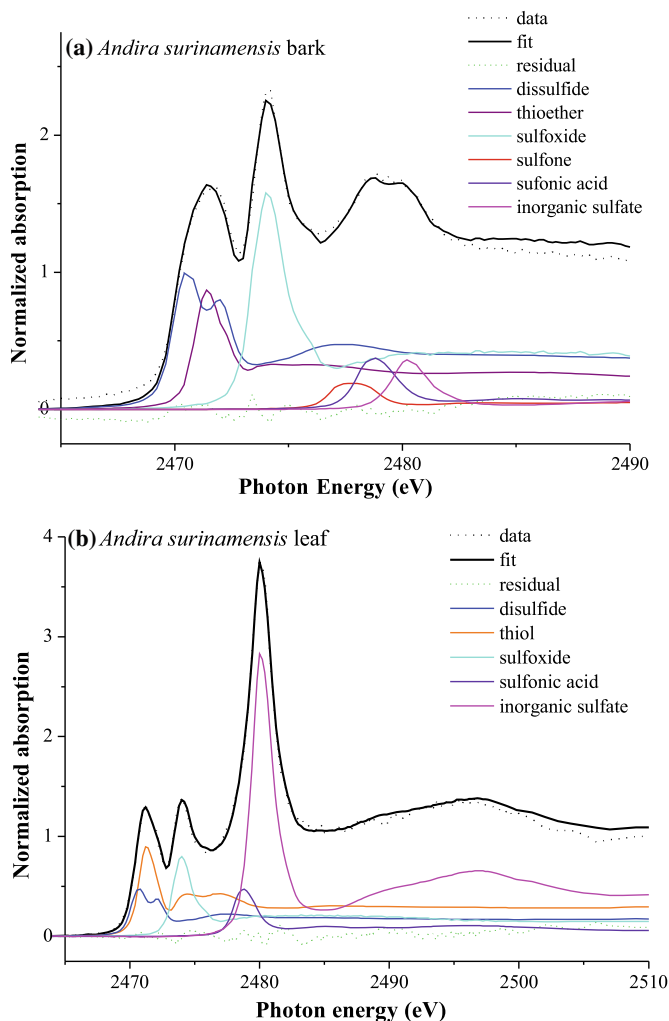 (a) Andira surinamensis bark
data
fit
residual
dissulfide
thioether
sulfoxide
sulfone
sufonic acid
inorganic sulfate
2
1
0
Normalized absorption
2470 2480 2490
Photon Energy (eV)
(b) Andira surinamensis leaf
data
fit
residual
disulfide
thiol
sulfoxide
sulfonic acid
inorganic sulfate
4
3
2
1
0
Normalized absorption
2470 2480 2490 2500 2510
Photon energy (eV)